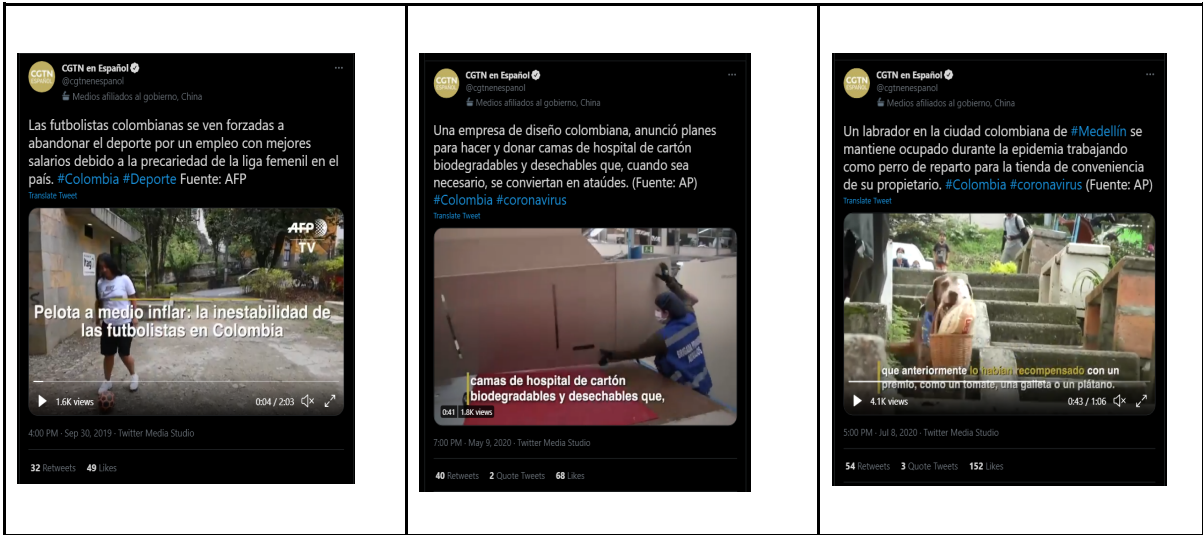 CGTN en Español
@cgtnenespanol
Medios afiliados al gobierno, China
Las futbolistas colombianas se ven forzadas a
abandonar el deporte por un empleo con mejores
salarios debido a la precariedad de la liga femenil en el
país. #Colombia #Deporte Fuente: AFP
Translate Tweet
AFP
TV
Pelota a medio inflar: la inestabilidad de
las futbolistas en Colombia
1.6K views
0:04 / 2:03
4:00 PM · Sep 30, 2019 · Twitter Media Studio
32 Retweets 49 Likes
CGTN en Español
@cgtnenespanol
Medios afiliados al gobierno, China
Una empresa de diseño colombiana, anunció planes
para hacer y donar camas de hospital de cartón
biodegradables y desechables que, cuando sea
necesario, se conviertan en ataúdes. (Fuente: AP)
#Colombia #coronavirus
Translate Tweet
camas de hospital de cartón
biodegradables y desechables que,
0:41 1.8K views
7:00 PM · May 9, 2020 · Twitter Media Studio
40 Retweets 2 Quote Tweets 68 Likes
CGTN en Español
@cgtnenespanol
Medios afiliados al gobierno, China
Un labrador en la ciudad colombiana de #Medellín se
mantiene ocupado durante la epidemia trabajando
como perro de reparto para la tienda de conveniencia
de su propietario. #Colombia #coronavirus (Fuente: AP)
Translate Tweet
que anteriormente lo habían recompensado con un
premio, como un tomate, una galleta o un plátano.
4.1K views
0:43 / 1:06
5:00 PM · Jul 8, 2020 · Twitter Media Studio
54 Retweets 3 Quote Tweets 152 Likes